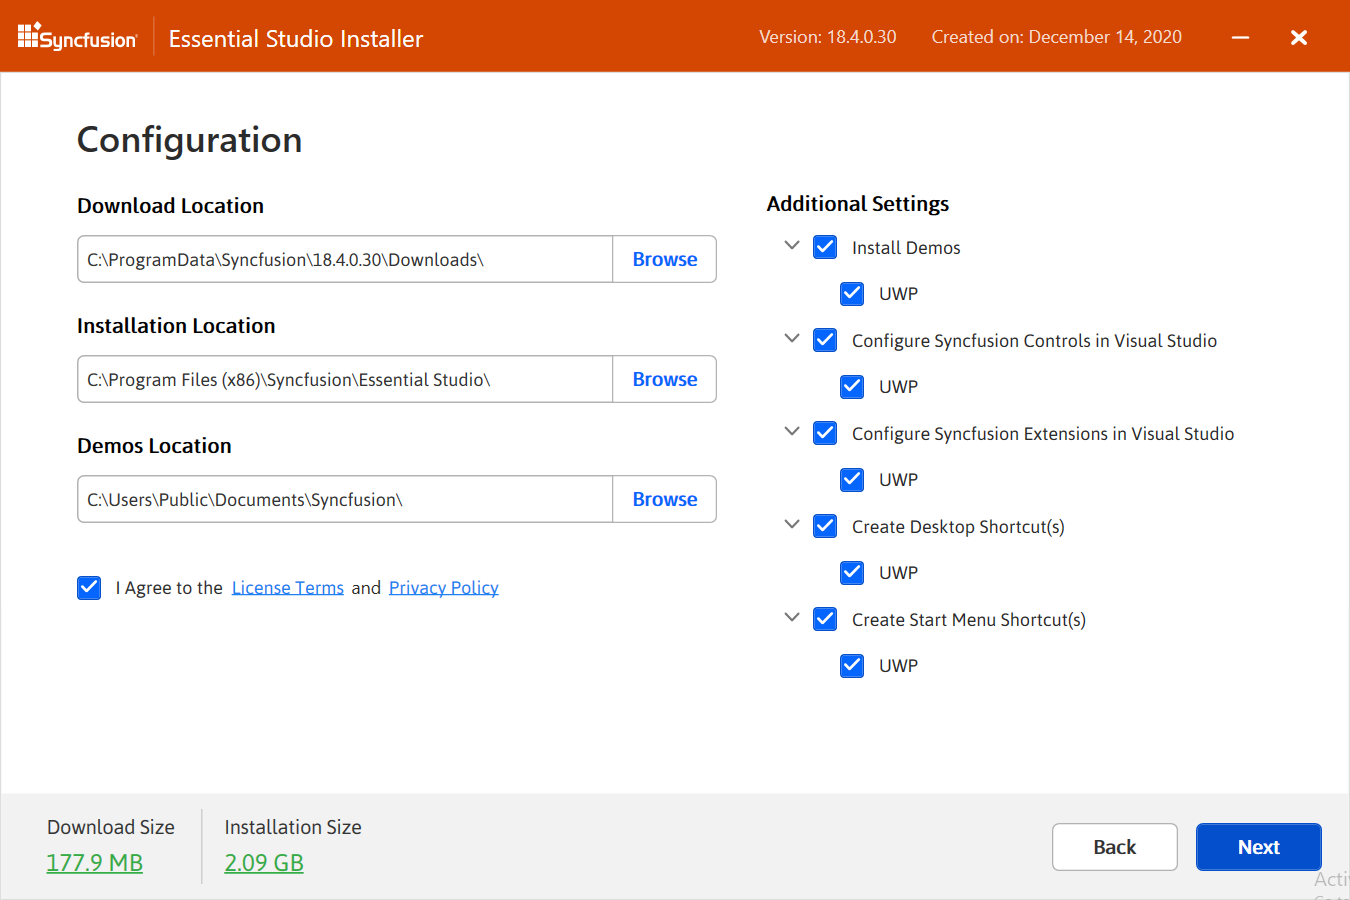 Syncfusion
Essential Studio Installer
Version: 18.4.0.30
Created on: December 14, 2020
Configuration
Download Location
C:\ProgramData\Syncfusion\18.4.0.30\Downloads\
Browse
Installation Location
C:\Program Files (x86)\Syncfusion\Essential Studio\
Browse
Demos Location
C:\Users\Public\Documents\Syncfusion\
Browse
I Agree to the License Terms and Privacy Policy
Additional Settings
Install Demos
UWP
Configure Syncfusion Controls in Visual Studio
UWP
Configure Syncfusion Extensions in Visual Studio
UWP
Create Desktop Shortcut(s)
UWP
Create Start Menu Shortcut(s)
UWP
Download Size
177.9 MB
Installation Size
2.09 GB
Back
Next